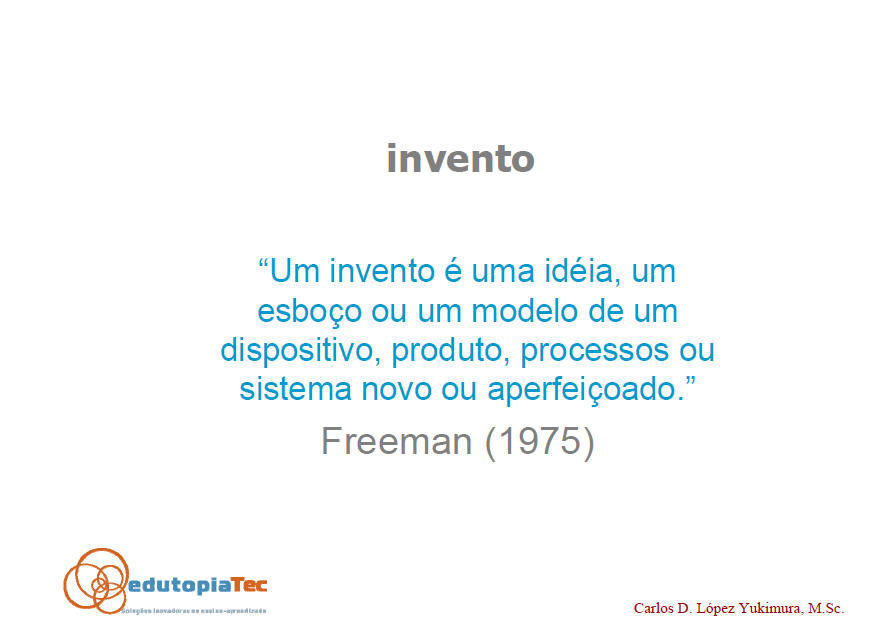 invento
“Um invento é uma idéia, um
esboço ou um modelo de um
dispositivo, produto, processos ou
sistema novo ou aperfeiçoado.”
Freeman (1975)
edutopiaTec
Soluções inovadoras no ensino-aprendizado
Carlos D. López Yukimura, M.Sc.